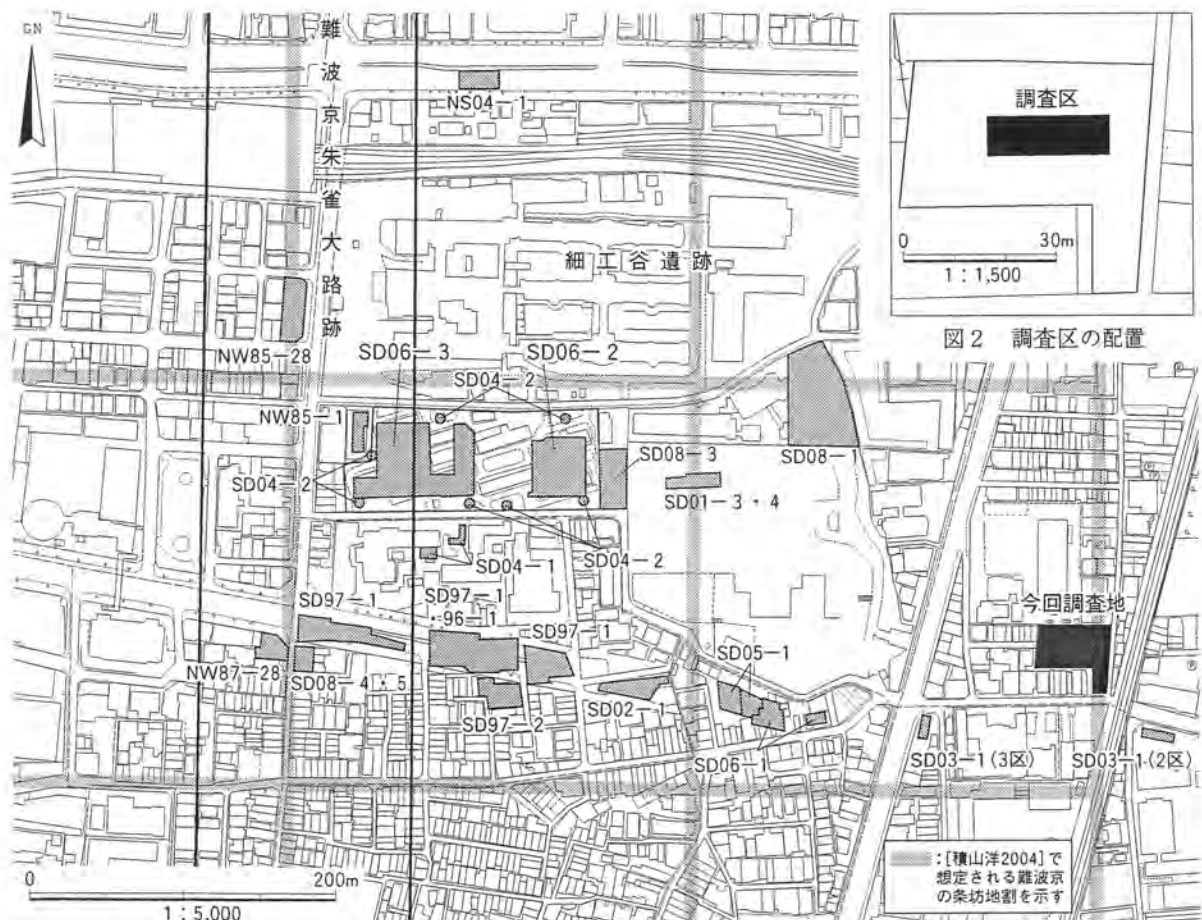 GN
難波京朱雀大路跡
NS04－1
細工谷遺跡
NW85－28
SD06－3
SD06－2
SD04－2
NW85－1
SD04－2
SD08－3
SD08－1
SD01－3・4
SD04－1
SD04－2
SD97－1
SD97－1
・96－1
SD97－1
NW87－28
SD08－4・5
SD97－2
SD02－1
SD05－1
SD06－1
今回調査地
SD03－1(3区)
SD03－1(2区)
0 200m
1：5,000
：[積山洋2004]で
想定される難波京
の条坊地割を示す
調査区
0 30m
1：1,500
図2 調査区の配置